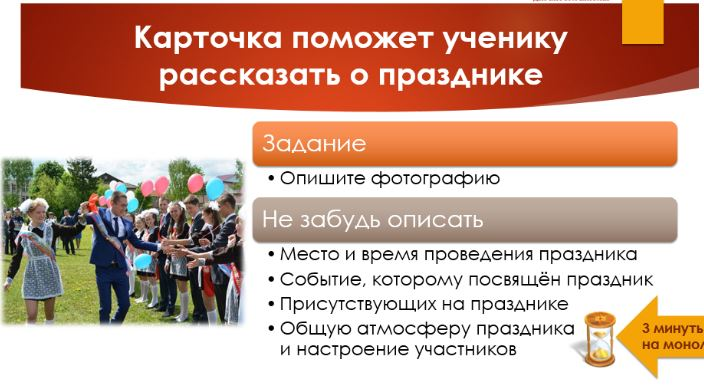 Карточка поможет ученику
рассказать о празднике
Задание
• Опишите фотографию
Не забудь описать
• Место и время проведения праздника
• Событие, которому посвящён праздник
• Присутствующих на празднике
• Общую атмосферу праздника
и настроение участников
3 минуты
на